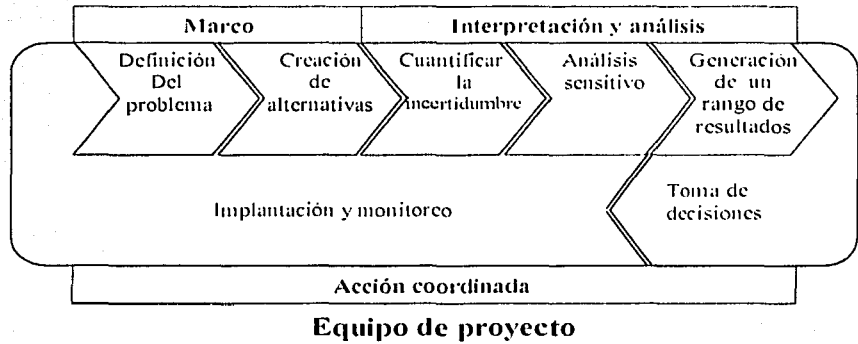 Marco
Interpretación y análisis
Definición
Del
problema
Creación
de
alternativas
Cuantificar
la
incertidumbre
Análisis
sensitivo
Generación
de un
rango de
resultados
Implantación y monitoreo
Toma de
decisiones
Acción coordinada
Equipo de proyecto